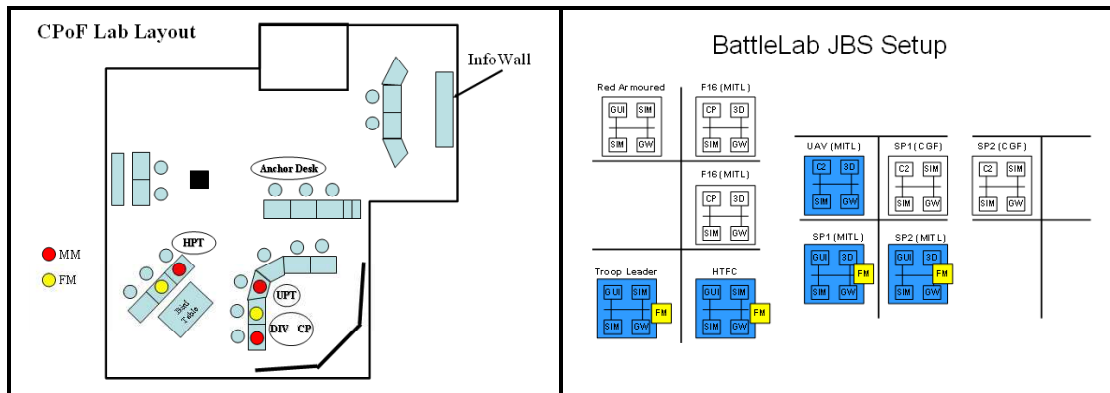 CPoF Lab Layout
InfoWall
Anchor Desk
HPT
MM
FM
Bird
Table
UPT
DIV CP
BattleLab JBS Setup
Red Armoured
GUI SIM
SIM GW
F16 (MITL)
CP 3D
SIM GW
UAV (MITL)
C2 3D
SIM GW
SP1 (CGF)
C2 SIM
SIM GW
SP2 (CGF)
C2 SIM
SIM GW
F16 (MITL)
CP 3D
SIM GW
SP1 (MITL)
GUI 3D
FM
SIM GW
SP2 (MITL)
GUI 3D
FM
SIM GW
Troop Leader
GUI SIM
FM
SIM GW
HTFC
GUI SIM
FM
SIM GW